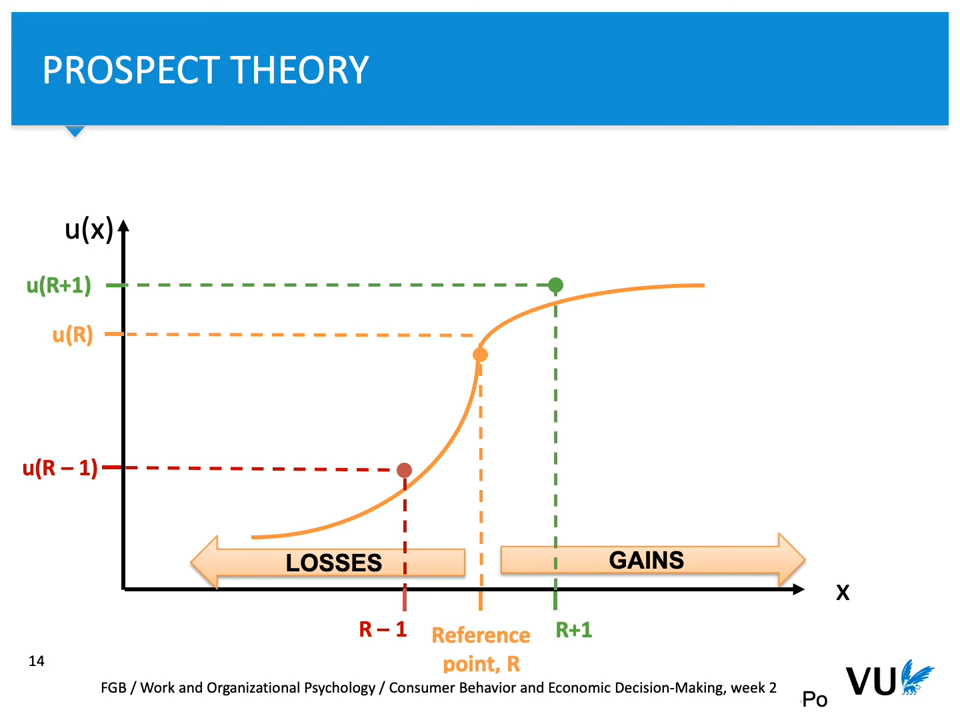 PROSPECT THEORY
u(x)
u(R+1)
u(R)
u(R – 1)
LOSSES
GAINS
x
R – 1
Reference
point, R
R+1
14
FGB / Work and Organizational Psychology / Consumer Behavior and Economic Decision-Making, week 2
Po
VU